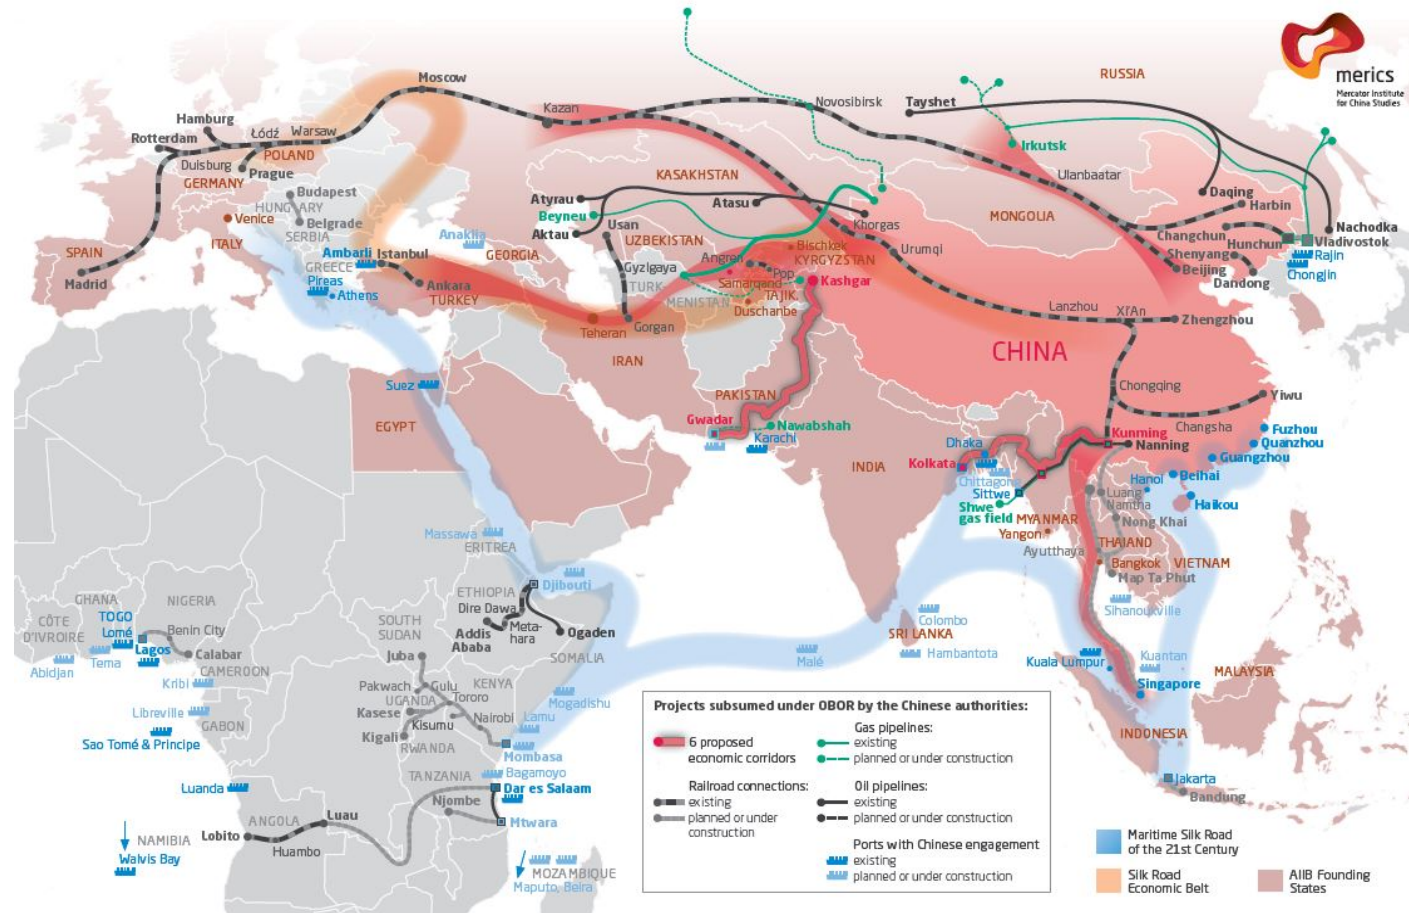 merics
Mercator Institute
for China Studies
RUSSIA
Moscow
Kazan
Novosibirsk
Tayshet
Hamburg
Rotterdam
Łódź
Warsaw
POLAND
Duisburg
Prague
GERMANY
Irkutsk
Ulanbaatar
KASAKHSTAN
Daqing
Harbin
Budapest
HUNGARY
Belgrade
SERBIA
Venice
ITALY
SPAIN
Madrid
Atyrau
Beyneu
Aktau
Usan
Atasu
Khorgas
MONGOLIA
Changchun
Hunchun
Nachodka
Vladivostok
Rajin
Chongjin
Shenyang
Beijing
Dandong
Anaklia
GEORGIA
UZBEKISTAN
Bischkek
KYRGYZSTAN
Urumqi
Ambarli
Istanbul
GREECE
Pireas
Athens
Ankara
TURKEY
Gyzlgaya
TURK-
MENISTAN
Angren
Pop
Samarqand
TAJIK.
Duschanbe
Kashgar
Teheran
Gorgan
IRAN
Lanzhou
Xi'An
Zhengzhou
CHINA
Suez
EGYPT
PAKISTAN
Gwadar
Nawabshah
Karachi
Chongqing
Yiwu
Changsha
INDIA
Dhaka
Kolkata
Chittagong
Sittwe
Shwe
gas field
MYANMAR
Yangon
Kunming
Nanning
Fuzhou
Quanzhou
Guangzhou
Beihai
Hanoi
Haikou
Luang
Namtha
Nong Khai
THAILAND
Ayutthaya
Bangkok
VIETNAM
Map Ta Phut
Sihanoukville
Massawa
ERITREA
Djibouti
ETHIOPIA
Dire Dawa
Addis
Ababa
Meta-
hara
Ogaden
SOMALIA
GHANA
NIGERIA
CÔTE
D'IVROIRE
TOGO
Lomé
Lagos
Benin City
Calabar
CAMEROON
Tema
Abidjan
Kribi
Libreville
GABON
Sao Tomé & Principe
SOUTH
SUDAN
Juba
Pakwach
Gulu
KENYA
UGANDA
Tororo
Kasese
Kisumu
Nairobi
Lamu
Mogadishu
Kigali
RWANDA
Mombasa
TANZANIA
Bagamoyo
Dar es Salaam
Njombe
Mtwara
Luanda
ANGOLA
Luau
Lobito
Huambo
NAMIBIA
Walvis Bay
MOZAMBIQUE
Maputo, Beira
Malé
SRI LANKA
Colombo
Hambantota
Kuala Lumpur
Kuantan
Singapore
MALAYSIA
INDONESIA
Jakarta
Bandung
Projects subsumed under OBOR by the Chinese authorities:
6 proposed
economic corridors
Railroad connections:
existing
planned or under
construction
Gas pipelines:
existing
planned or under construction
Oil pipelines:
existing
planned or under construction
Ports with Chinese engagement
existing
planned or under construction
Maritime Silk Road
of the 21st Century
Silk Road
Economic Belt
AIIB Founding
States